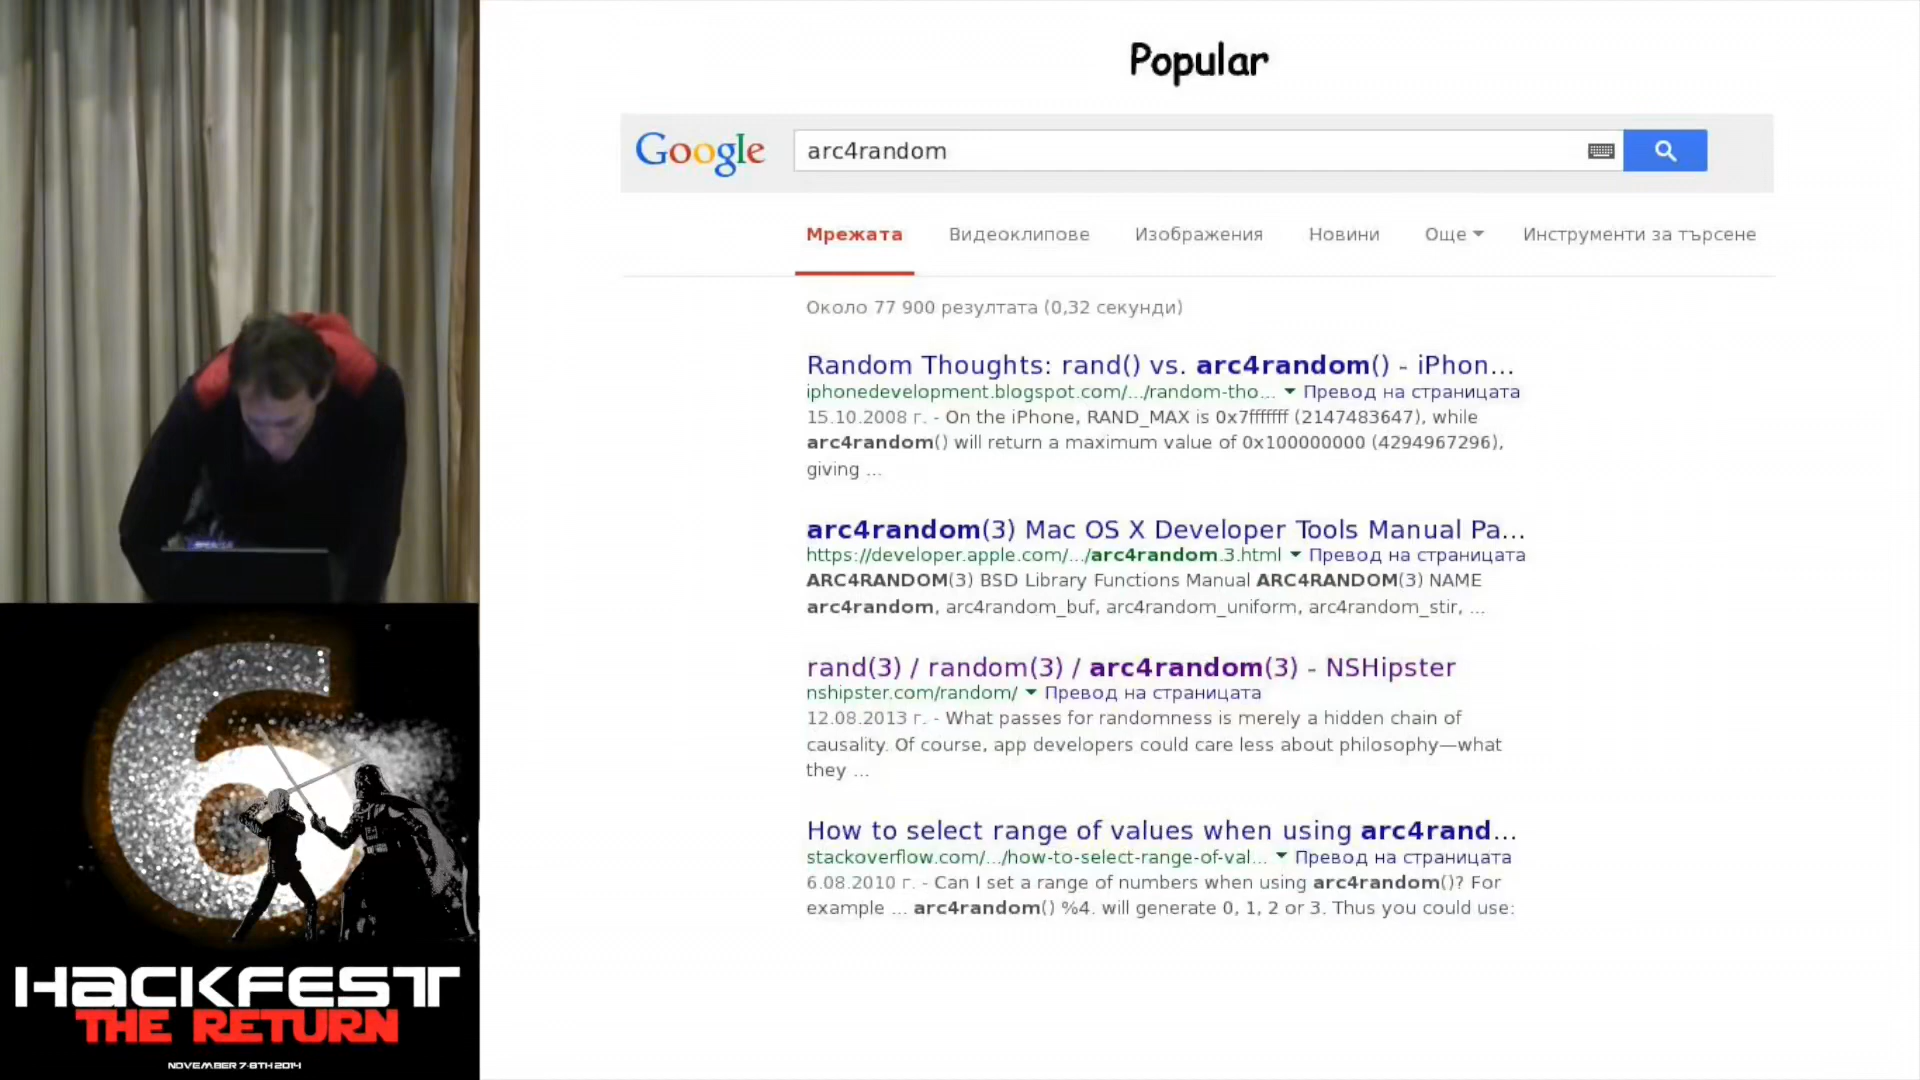 Popular
Google
arc4random
Мрежата Видеоклипове Изображения Новини Още Инструменти за търсене
Около 77 900 резултата (0,32 секунди)
Random Thoughts: rand() vs. arc4random() - iPhon...
iphonedevelopment.blogspot.com/.../random-tho... Превод на страницата
15.10.2008 г. - On the iPhone, RAND_MAX is 0x7fffffff (2147483647), while
arc4random() will return a maximum value of 0x100000000 (4294967296),
giving ...
arc4random(3) Mac OS X Developer Tools Manual Pa...
https://developer.apple.com/.../arc4random.3.html Превод на страницата
ARC4RANDOM(3) BSD Library Functions Manual ARC4RANDOM(3) NAME
arc4random, arc4random_buf, arc4random_uniform, arc4random_stir, ...
rand(3) / random(3) / arc4random(3) - NSHipster
nshipster.com/random/ Превод на страницата
12.08.2013 г. - What passes for randomness is merely a hidden chain of
causality. Of course, app developers could care less about philosophy—what
they ...
How to select range of values when using arc4rand...
stackoverflow.com/.../how-to-select-range-of-val... Превод на страницата
6.08.2010 г. - Can I set a range of numbers when using arc4random()? For
example ... arc4random() %4. will generate 0, 1, 2 or 3. Thus you could use:
6
HACKFEST
THE RETURN
NOVEMBER 7-8TH 2014